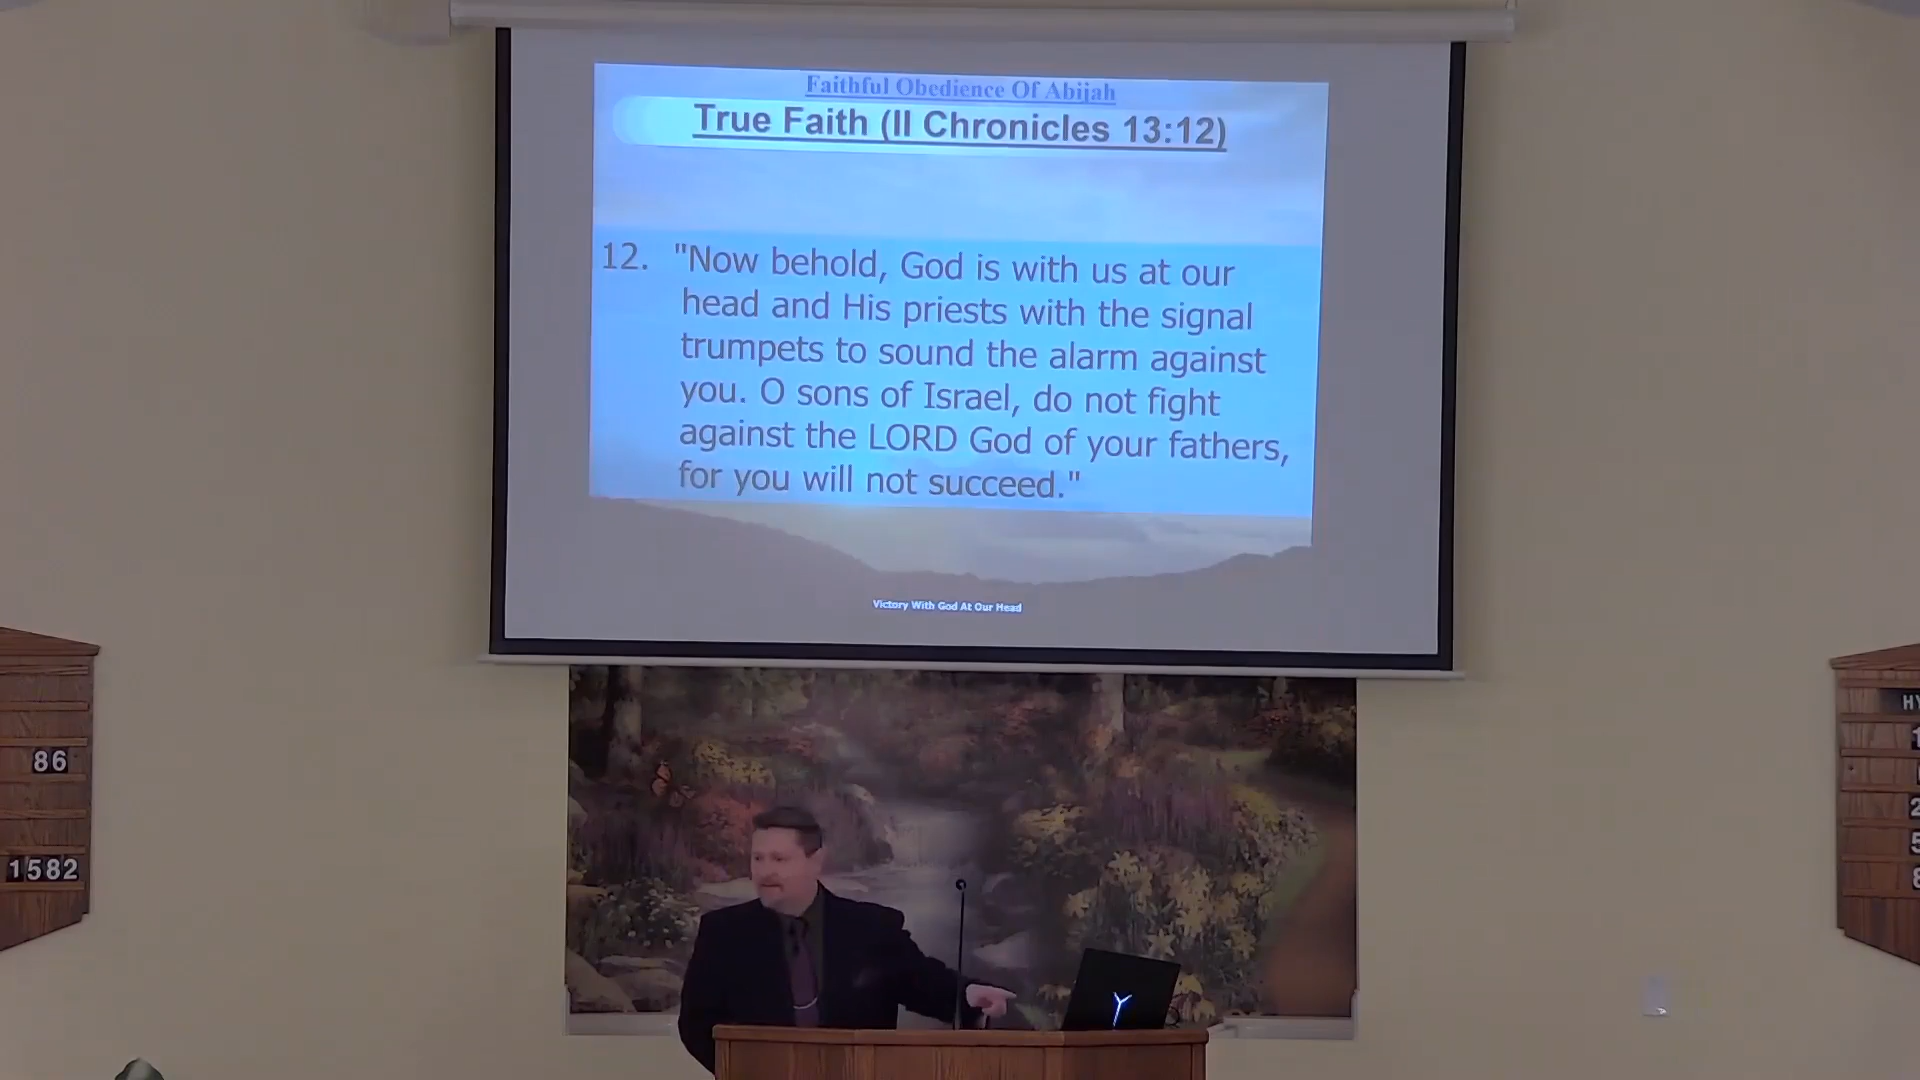 Faithful Obedience Of Abijah
True Faith (II Chronicles 13:12)
12. "Now behold, God is with us at our
head and His priests with the signal
trumpets to sound the alarm against
you. O sons of Israel, do not fight
against the LORD God of your fathers,
for you will not succeed."
Victory With God At Our Head
86
1582